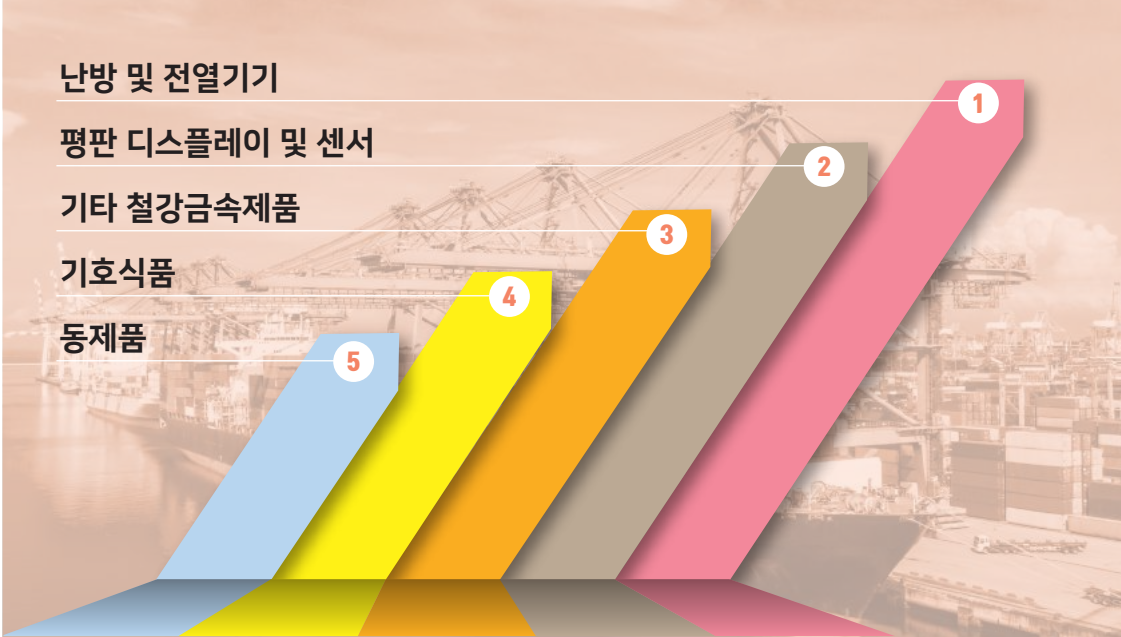 난방 및 전열기기
1
평판 디스플레이 및 센서
2
기타 철강금속제품
3
기호식품
4
동제품
5